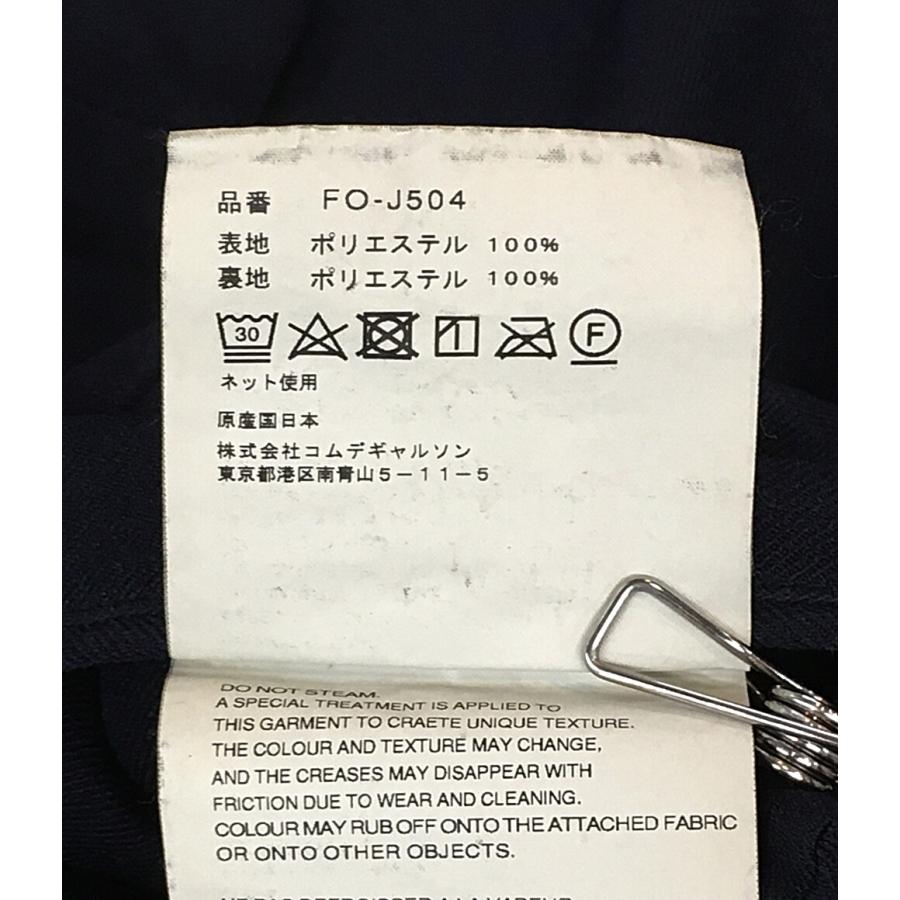 品番 FO-J504
表地 ポリエステル 100%
裏地 ポリエステル 100%
30 F
ネット使用
原産国日本
株式会社コムデギャルソン
東京都港区南青山5-11-5
DO NOT STEAM.
A SPECIAL TREATMENT IS APPLIED TO
THIS GARMENT TO CRAETE UNIQUE TEXTURE.
THE COLOUR AND TEXTURE MAY CHANGE,
AND THE CREASES MAY DISAPPEAR WITH
FRICTION DUE TO WEAR AND CLEANING.
COLOUR MAY RUB OFF ONTO THE ATTACHED FABRIC
OR ONTO OTHER OBJECTS.